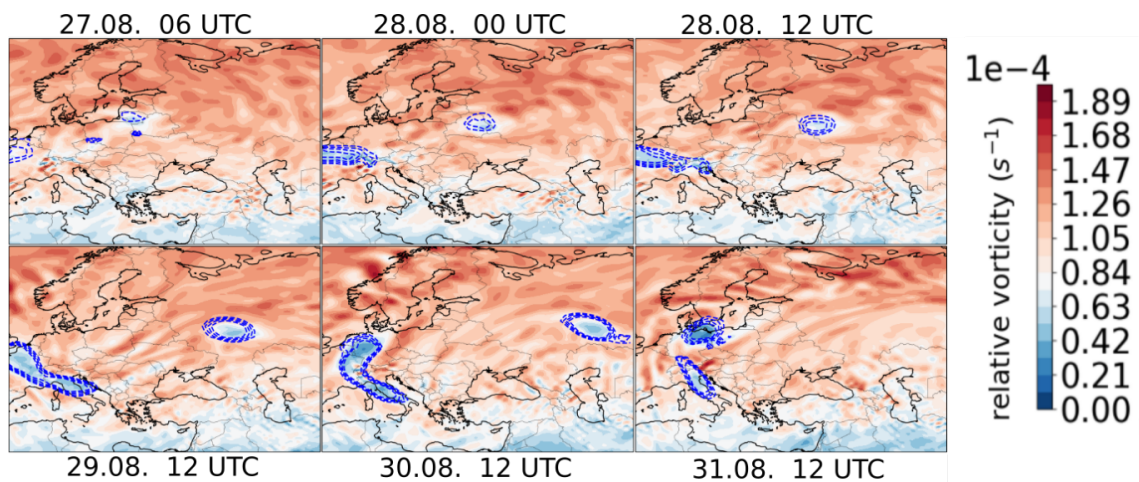 27.08. 06 UTC
28.08. 00 UTC
28.08. 12 UTC
29.08. 12 UTC
30.08. 12 UTC
31.08. 12 UTC
1e−4
1.89
1.68
1.47
1.26
1.05
0.84
0.63
0.42
0.21
0.00
relative vorticity (s⁻¹)